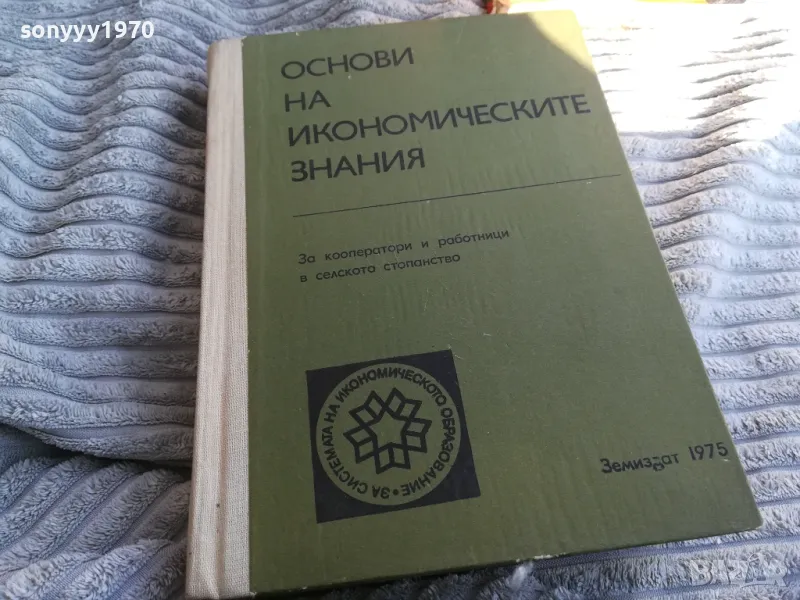 sonyyy1970
ОСНОВИ
НА
ИКОНОМИЧЕСКИТЕ
ЗНАНИЯ
За кооператори и работници
в селското стопанство
ЗА СИСТЕМАТА НА ИКОНОМИЧЕСКОТО ОБРАЗОВАНИЕ •
Земиздат 1975